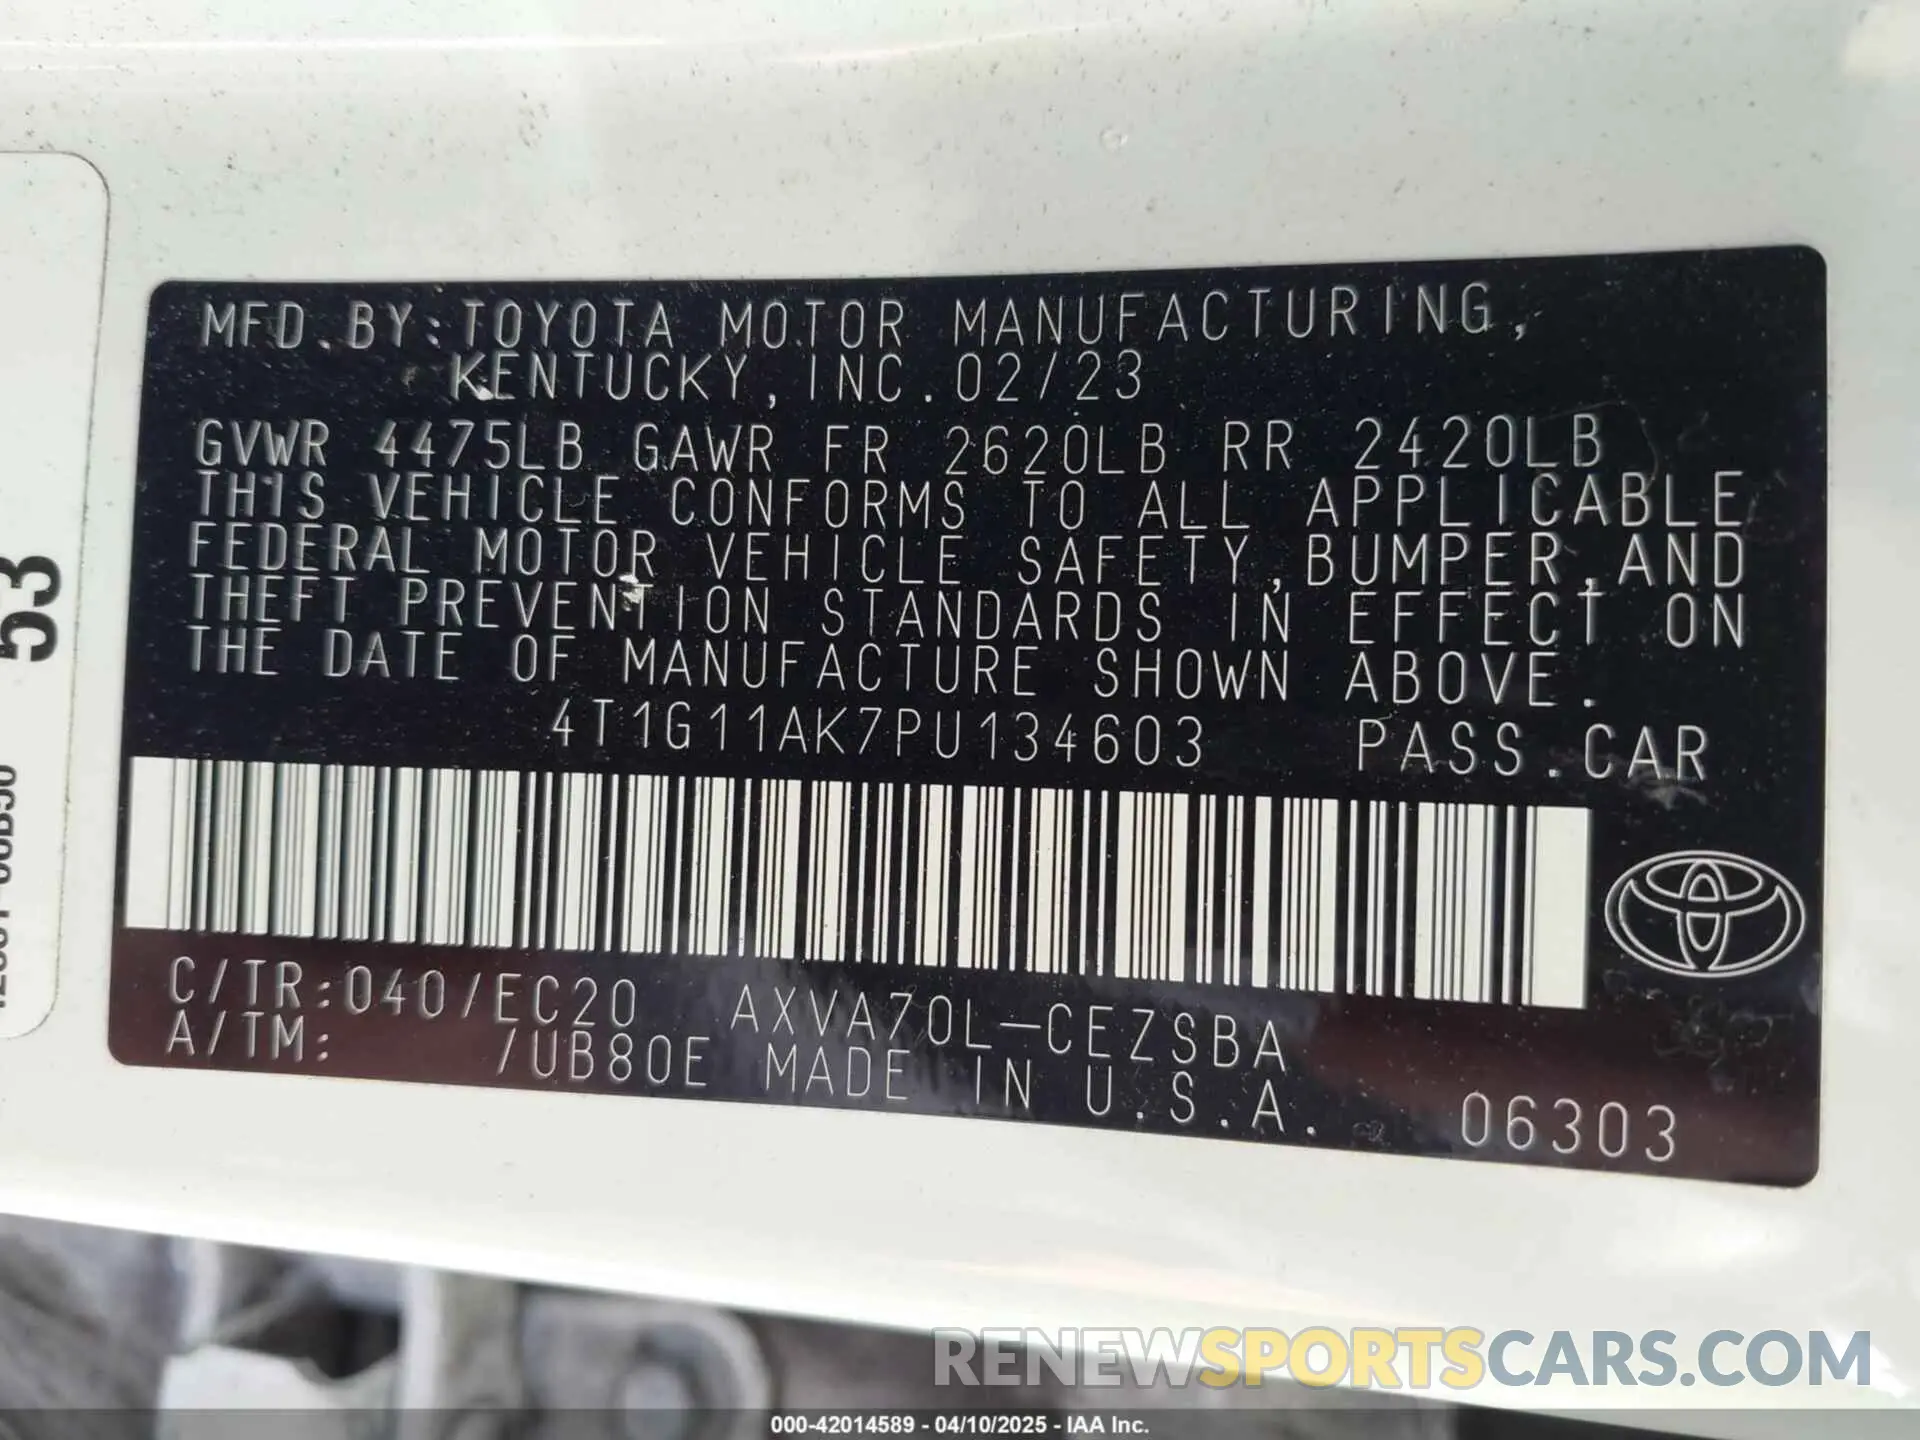 MFD.BY:TOYOTA MOTOR MANUFACTURING,
KENTUCKY,INC.02/23
GVWR 4475LB GAWR FR 2620LB RR 2420LB
THIS VEHICLE CONFORMS TO ALL APPLICABLE
FEDERAL MOTOR VEHICLE SAFETY,BUMPER,AND
THEFT PREVENTION STANDARDS IN EFFECT ON
THE DATE OF MANUFACTURE SHOWN ABOVE.
4T1G11AK7PU134603 PASS.CAR
C/TR:040/EC20 AXVA70L-CEZSBA
A/TM: /UB80E MADE IN U.S.A.
06303
53
RENEWSPORTSCARS.COM
000-42014589 - 04/10/2025 - IAA Inc.